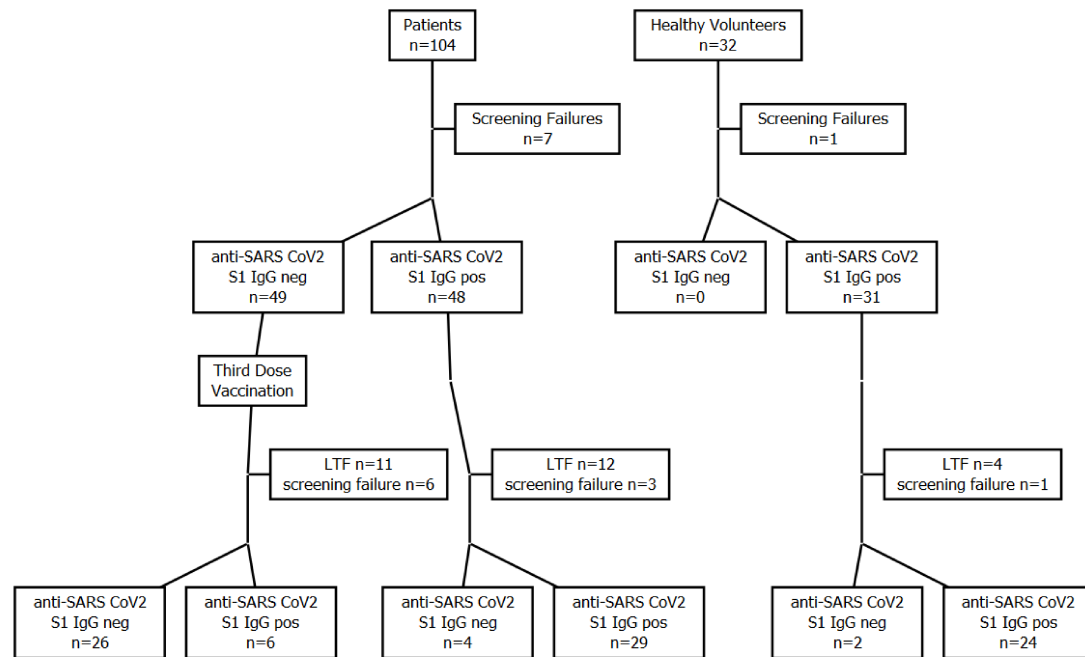 Patients
n=104
Healthy Volunteers
n=32
Screening Failures
n=7
Screening Failures
n=1
anti-SARS CoV2
S1 IgG neg
n=49
anti-SARS CoV2
S1 IgG pos
n=48
anti-SARS CoV2
S1 IgG neg
n=0
anti-SARS CoV2
S1 IgG pos
n=31
Third Dose
Vaccination
LTF n=11
screening failure n=6
LTF n=12
screening failure n=3
LTF n=4
screening failure n=1
anti-SARS CoV2
S1 IgG neg
n=26
anti-SARS CoV2
S1 IgG pos
n=6
anti-SARS CoV2
S1 IgG neg
n=4
anti-SARS CoV2
S1 IgG pos
n=29
anti-SARS CoV2
S1 IgG neg
n=2
anti-SARS CoV2
S1 IgG pos
n=24